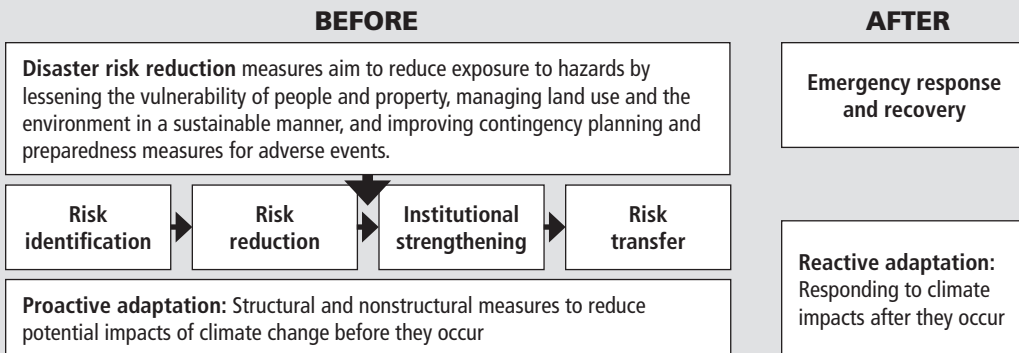 BEFORE
Disaster risk reduction measures aim to reduce exposure to hazards by
lessening the vulnerability of people and property, managing land use and the
environment in a sustainable manner, and improving contingency planning and
preparedness measures for adverse events.
Risk
identification
Risk
reduction
Institutional
strengthening
Risk
transfer
Proactive adaptation: Structural and nonstructural measures to reduce
potential impacts of climate change before they occur
AFTER
Emergency response
and recovery
Reactive adaptation:
Responding to climate
impacts after they occur